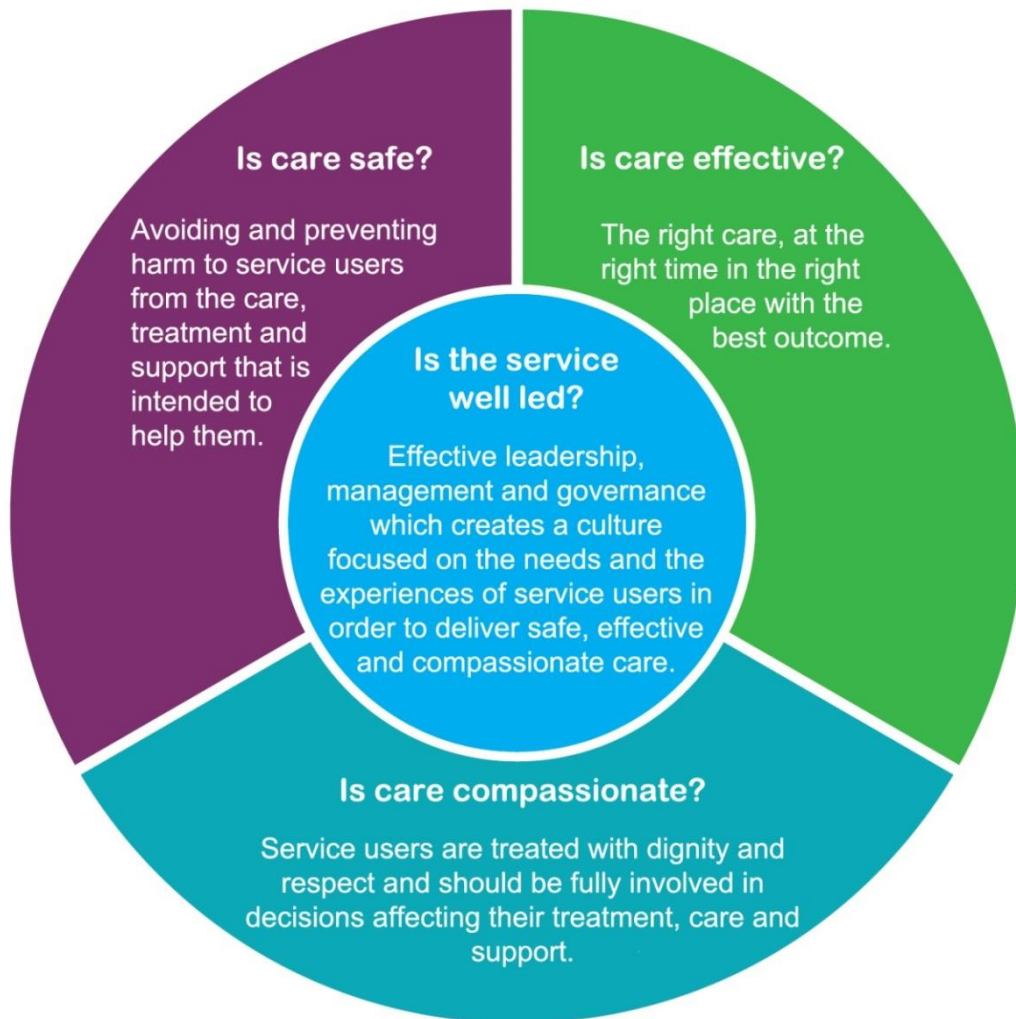 Is care safe?
Avoiding and preventing
harm to service users
from the care,
treatment and
support that is
intended to
help them.
Is care effective?
The right care, at the
right time in the right
place with the
best outcome.
Is the service
well led?
Effective leadership,
management and governance
which creates a culture
focused on the needs and the
experiences of service users in
order to deliver safe, effective
and compassionate care.
Is care compassionate?
Service users are treated with dignity and
respect and should be fully involved in
decisions affecting their treatment, care and
support.